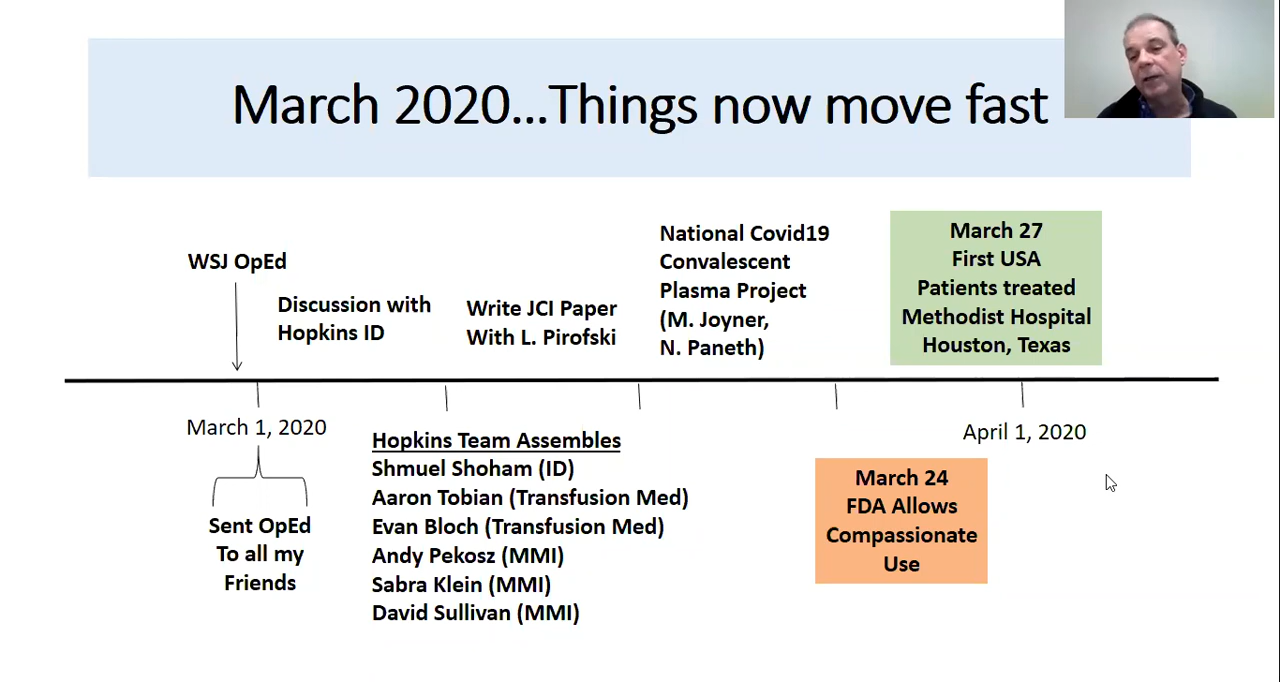 March 2020...Things now move fast
WSJ OpEd
Discussion with
Hopkins ID
Write JCI Paper
With L. Pirofski
National Covid19
Convalescent
Plasma Project
(M. Joyner,
N. Paneth)
March 27
First USA
Patients treated
Methodist Hospital
Houston, Texas
March 1, 2020
Sent OpEd
To all my
Friends
Hopkins Team Assembles
Shmuel Shoham (ID)
Aaron Tobian (Transfusion Med)
Evan Bloch (Transfusion Med)
Andy Pekosz (MMI)
Sabra Klein (MMI)
David Sullivan (MMI)
March 24
FDA Allows
Compassionate
Use
April 1, 2020